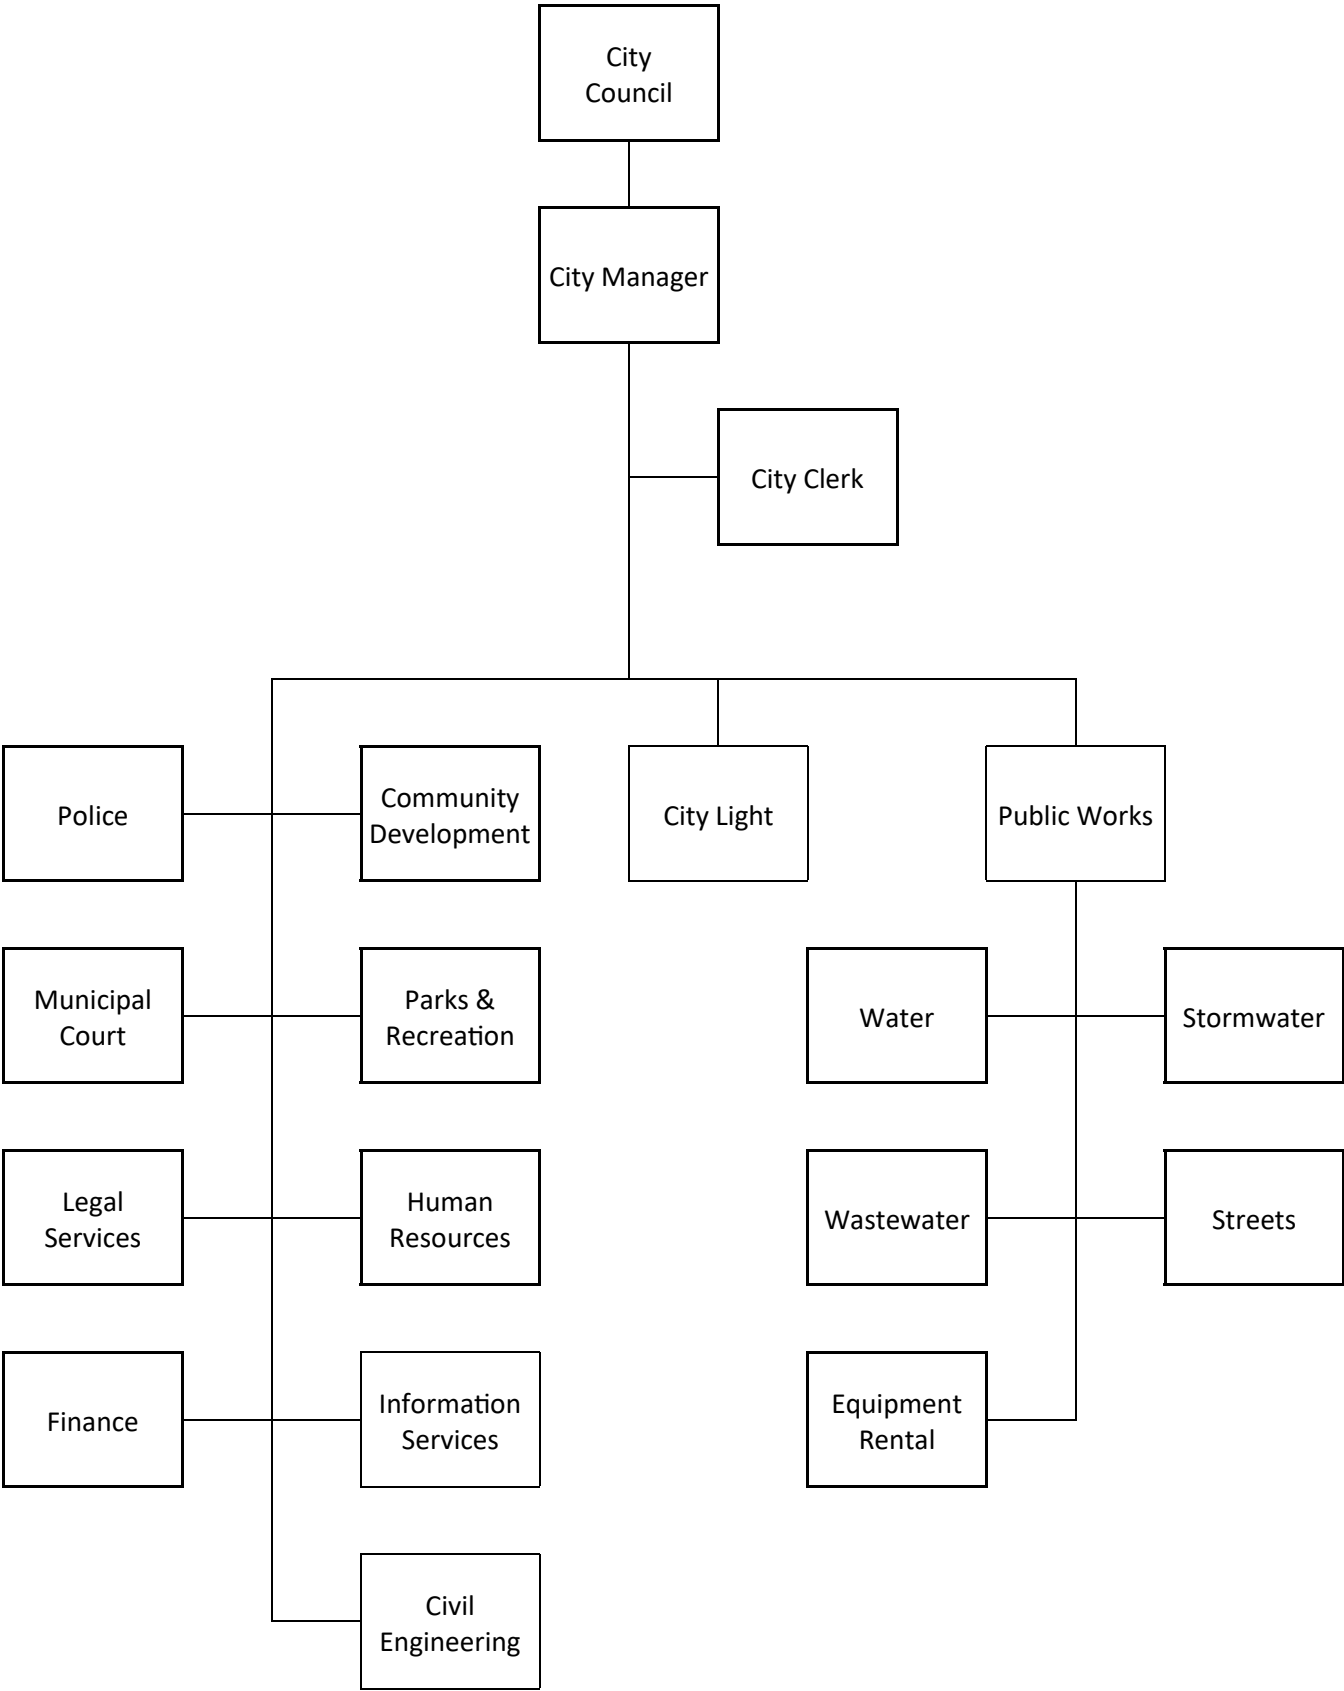 City
Council
City Manager
City Clerk
Police
Community
Development
City Light
Public Works
Municipal
Court
Parks &
Recreation
Water
Stormwater
Legal
Services
Human
Resources
Wastewater
Streets
Finance
Information
Services
Equipment
Rental
Civil
Engineering